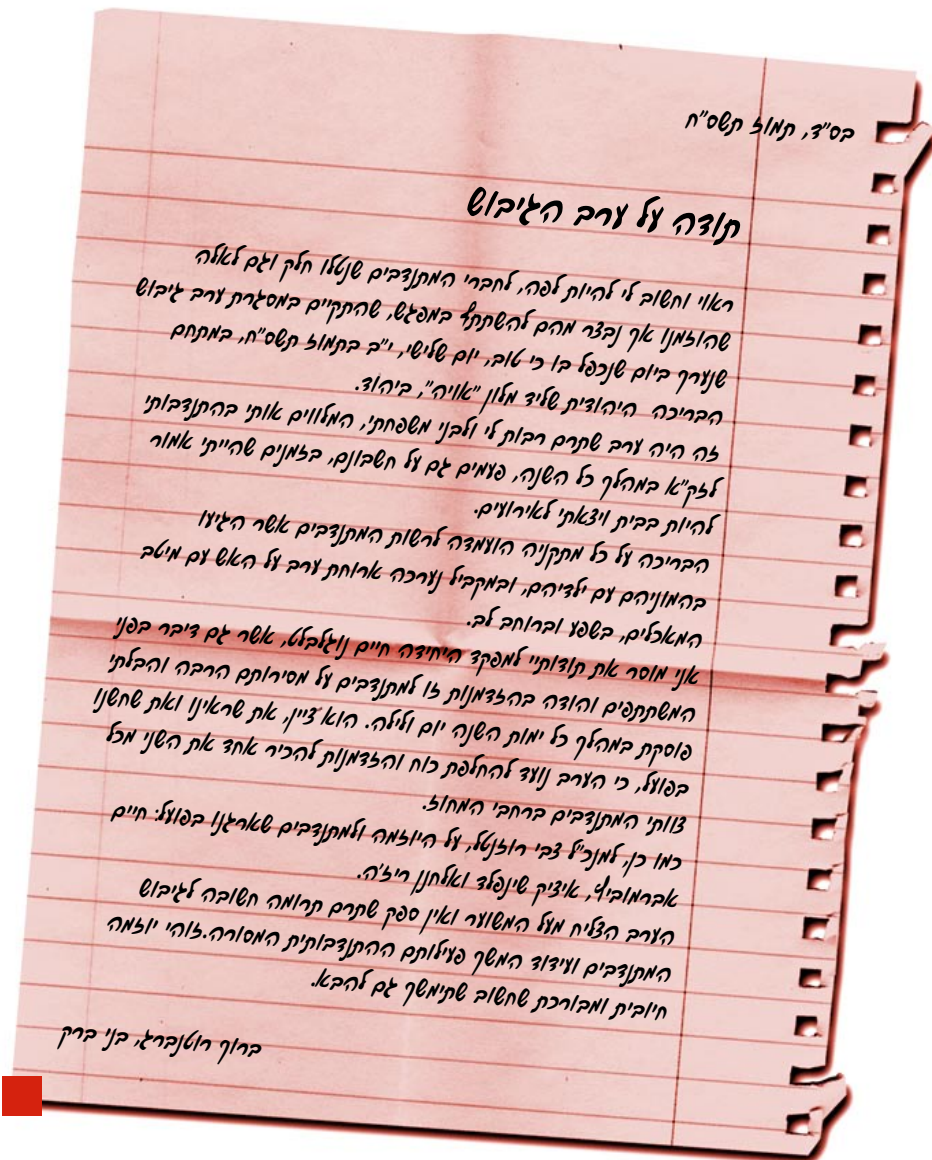 בס"ד, תמוז תשס"ח
תודה על ערב הגיבוש
ראוי וחשוב לי להיות לפה, לחברי המתנדבים שנטלו חלק וגם לאלה
שהוזמנו אך נבצר מהם להשתתף במפגש, שהתקיים במסגרת ערב גיבוש
שנערך ביום שנכפל בו כי טוב, יום שלישי, י"ב בתמוז תשס"ח, במתחם
הבריכה היהודית שליד מלון "אויה", ביהוד.
זה היה ערב שתרם רבות לי ולבני משפחתי, המלווים אותי בהתנדבותי
לזק"א במהלך כל השנה, פעמים גם על חשבונם, בזמנים שהייתי אמור
להיות בבית ויצאתי לאירועים.
הבריכה על כל מתקניה הועמדה לרשות המתנדבים אשר הגיעו
בהמוניהם עם ילדיהם, ובמקביל נערכה ארוחת ערב על האש עם מיטב
המאכלים, בשפע וברוחב לב.
אני מוסר את תודותיי למפקד היחידה חיים נוגלבלט, אשר גם דיבר בפני
המשתתפים והודה בהזדמנות זו למתנדבים על מסירותם הרבה והבלתי
פוסקת במהלך כל ימות השנה יום ולילה. הוא ציין, את שראינו ואת שחשנו
בפועל, כי הערב נועד להחלפת כוח והזדמנות להכיר אחד את השני מכל
צוותי המתנדבים ברחבי המחוז.
כמו כן, למנכ"ל צבי רוזנטל, על היוזמה ולמתנדבים שארגנו בפועל: חיים
אברמוביץ, איציק שינפלד ואלחנן ריז'ה.
הערב הצליח מעל המשוער ואין ספק שתרם תרומה חשובה לגיבוש
המתנדבים ועידוד המשך פעילותם ההתנדבותית המסורה.זוהי יוזמה
חיובית ומבורכת שחשוב שתימשך גם להבא.
ברוך רוטנברג, בני ברק